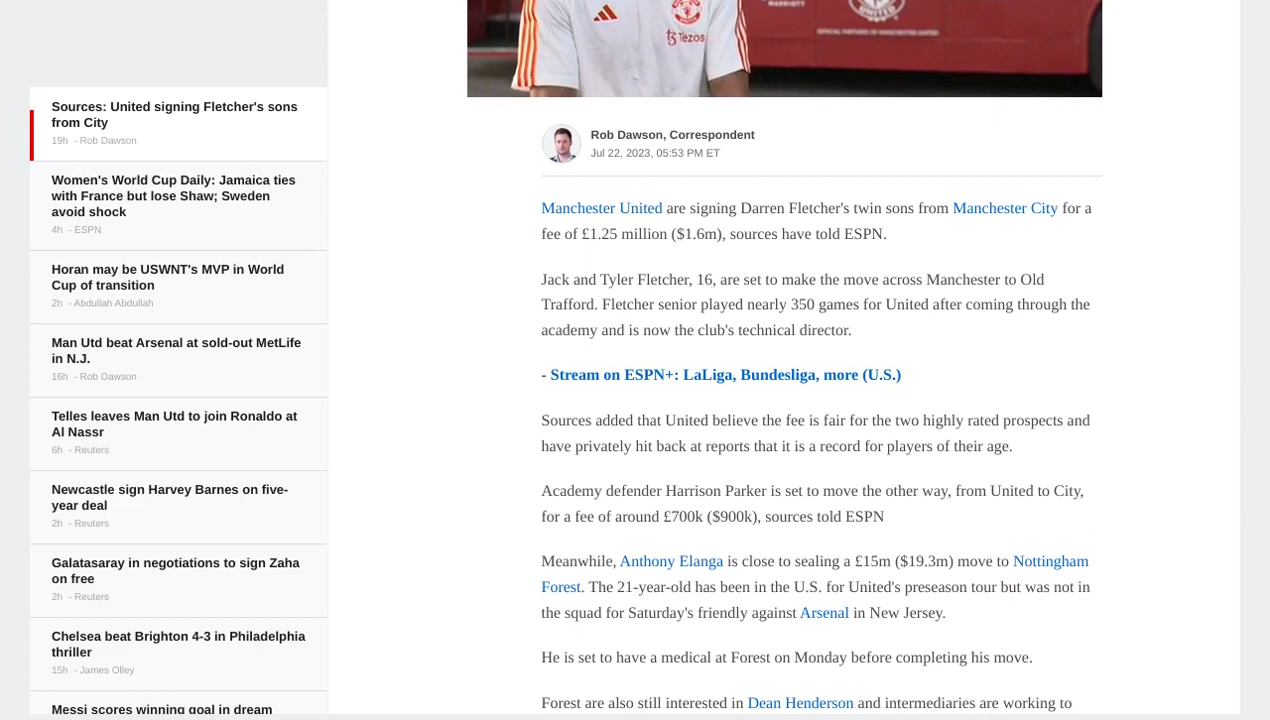 MARRIOTT
UNITED
OFFICIAL PARTNERS OF MANCHESTER UNITED
Tezos
Sources: United signing Fletcher's sons
from City
19h - Rob Dawson
Women's World Cup Daily: Jamaica ties
with France but lose Shaw; Sweden
avoid shock
4h - ESPN
Horan may be USWNT's MVP in World
Cup of transition
2h - Abdullah Abdullah
Man Utd beat Arsenal at sold-out MetLife
in N.J.
16h - Rob Dawson
Telles leaves Man Utd to join Ronaldo at
Al Nassr
6h - Reuters
Newcastle sign Harvey Barnes on five-
year deal
2h - Reuters
Galatasaray in negotiations to sign Zaha
on free
2h - Reuters
Chelsea beat Brighton 4-3 in Philadelphia
thriller
15h - James Olley
Messi scores winning goal in dream
Rob Dawson, Correspondent
Jul 22, 2023, 05:53 PM ET
Manchester United are signing Darren Fletcher's twin sons from Manchester City for a
fee of £1.25 million ($1.6m), sources have told ESPN.
Jack and Tyler Fletcher, 16, are set to make the move across Manchester to Old
Trafford. Fletcher senior played nearly 350 games for United after coming through the
academy and is now the club's technical director.
- Stream on ESPN+: LaLiga, Bundesliga, more (U.S.)
Sources added that United believe the fee is fair for the two highly rated prospects and
have privately hit back at reports that it is a record for players of their age.
Academy defender Harrison Parker is set to move the other way, from United to City,
for a fee of around £700k ($900k), sources told ESPN
Meanwhile, Anthony Elanga is close to sealing a £15m ($19.3m) move to Nottingham
Forest. The 21-year-old has been in the U.S. for United's preseason tour but was not in
the squad for Saturday's friendly against Arsenal in New Jersey.
He is set to have a medical at Forest on Monday before completing his move.
Forest are also still interested in Dean Henderson and intermediaries are working to